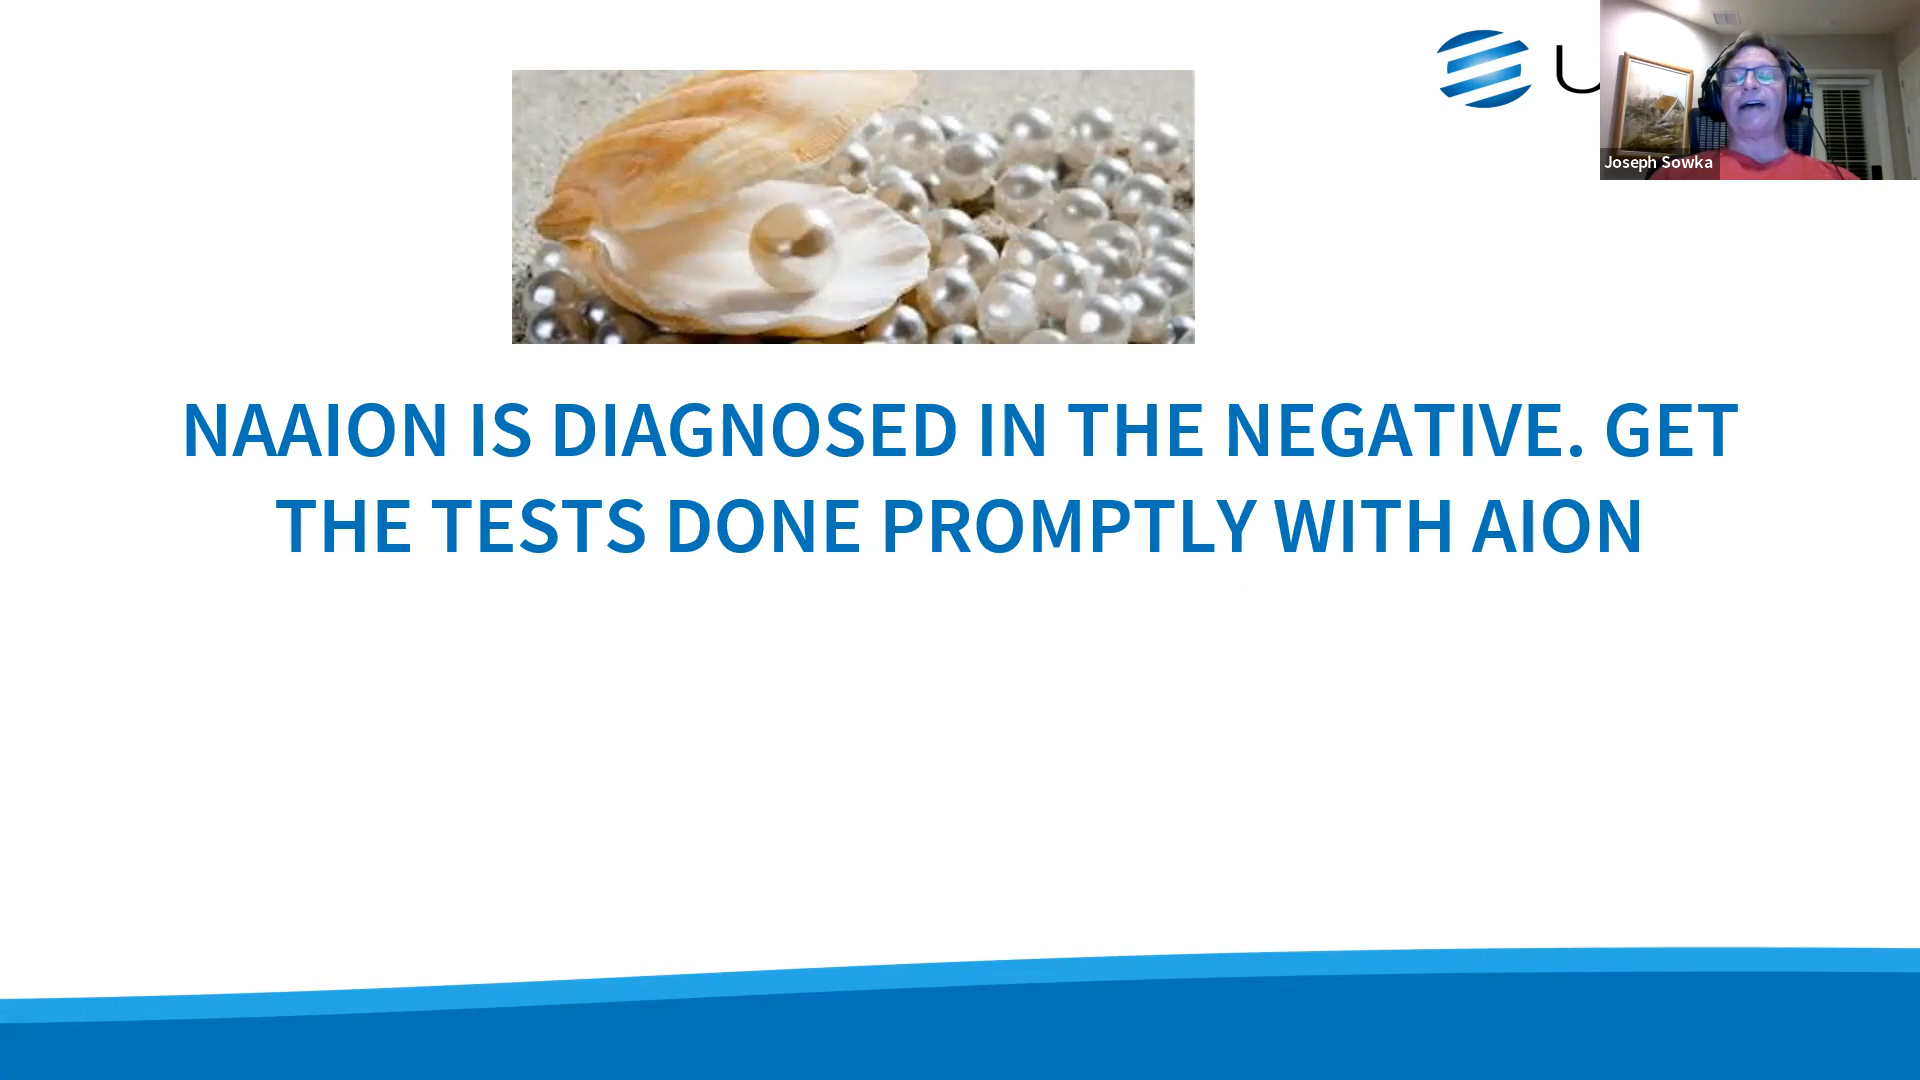 U
Joseph Sowka
NAAION IS DIAGNOSED IN THE NEGATIVE. GET
THE TESTS DONE PROMPTLY WITH AION